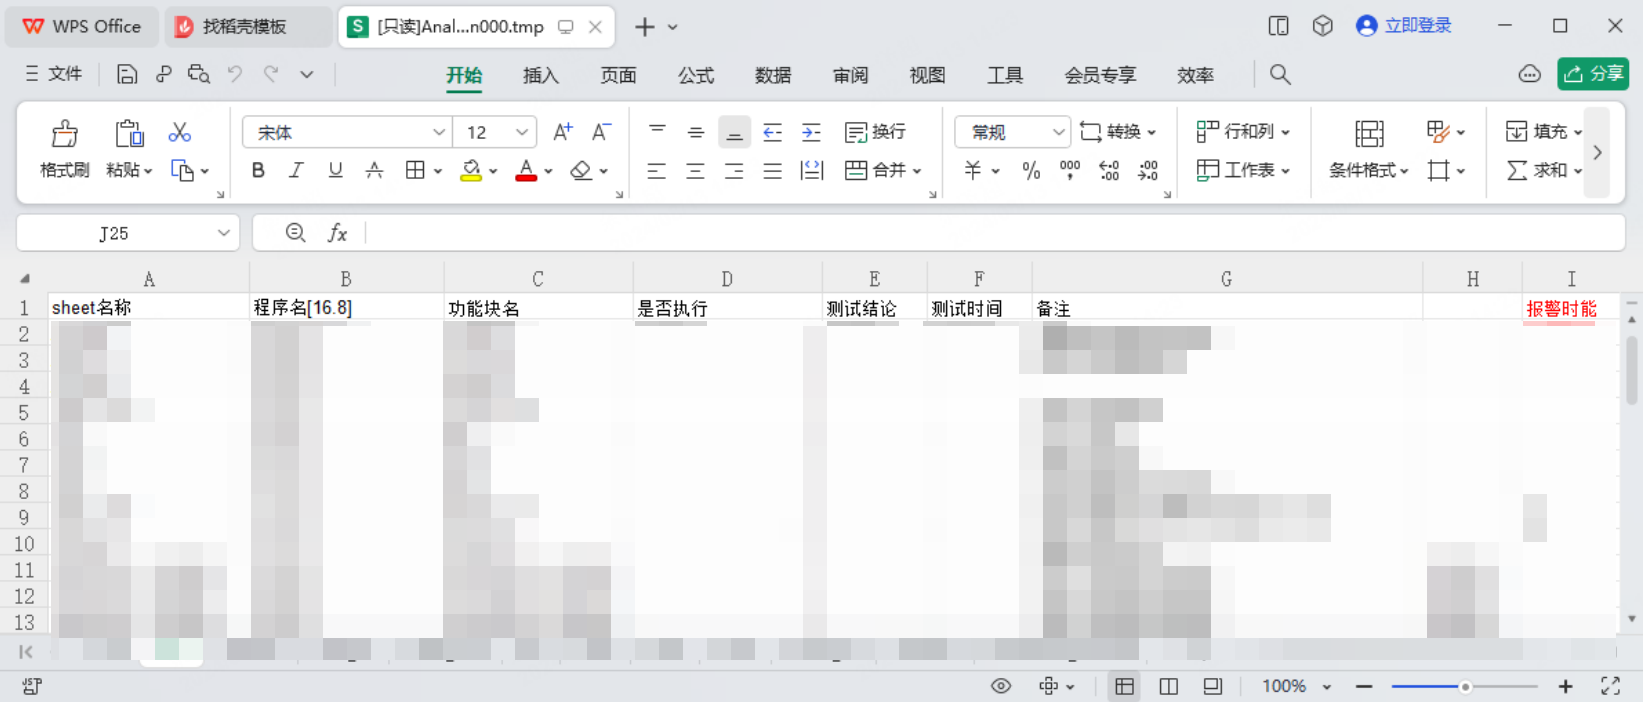 WPS Office 找稻壳模板 [只读]Anal...n000.tmp 立即登录
文件 开始 插入 页面 公式 数据 审阅 视图 工具 会员专享 效率 分享
宋体 12 A+ A- 换行 常规 转换 行和列 填充
格式刷 粘贴 B I U A A 合并 ￥ % 工作表 条件格式 求和
J25 fx
A B C D E F G H I
1 sheet名称 程序名[16.8] 功能块名 是否执行 测试结论 测试时间 备注 报警时能
2
3
4
5
6
7
8
9
10
11
12
13
100%